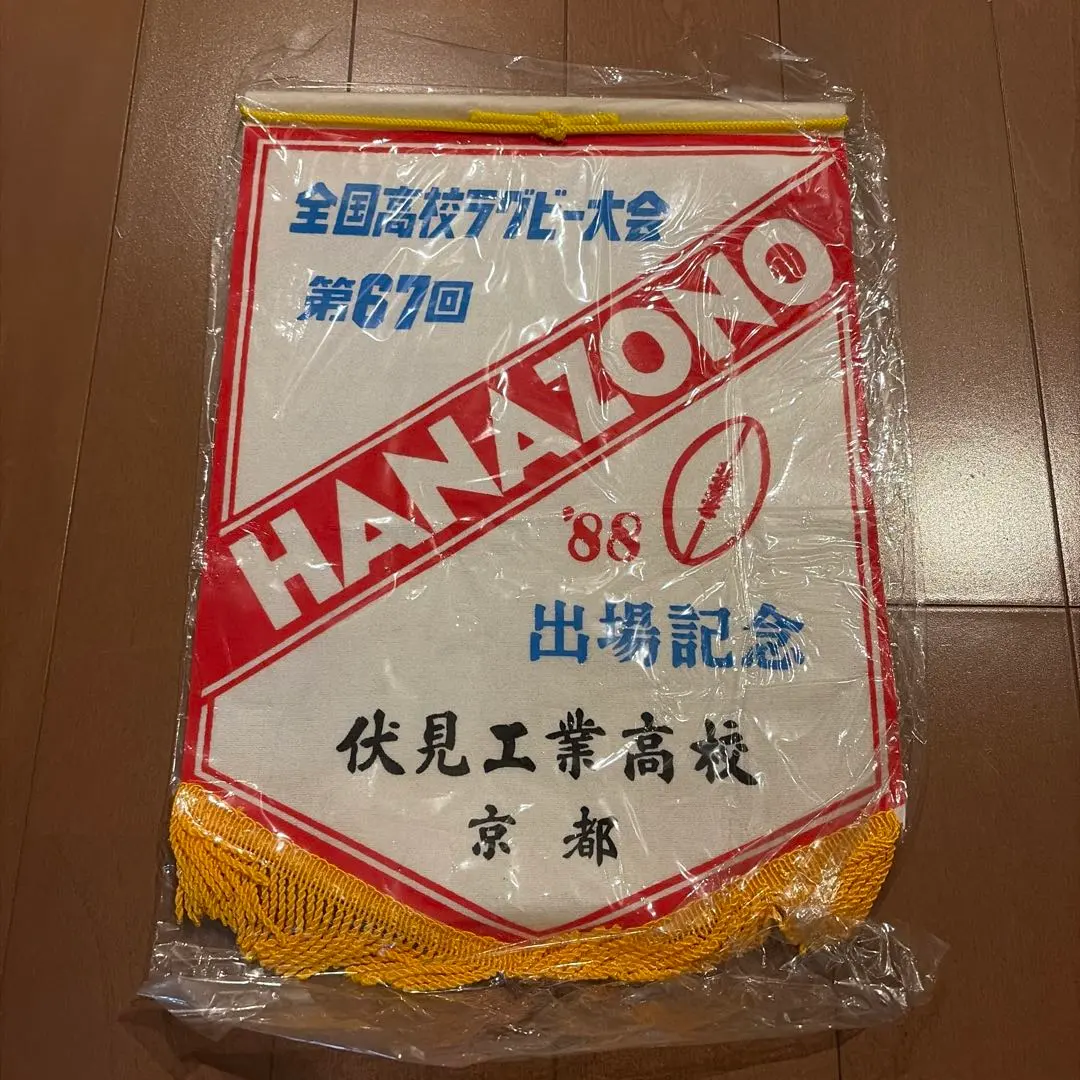 全国高校ラグビー大会
第67回
HANAZONO
'88
出場記念
伏見工業高校
京都